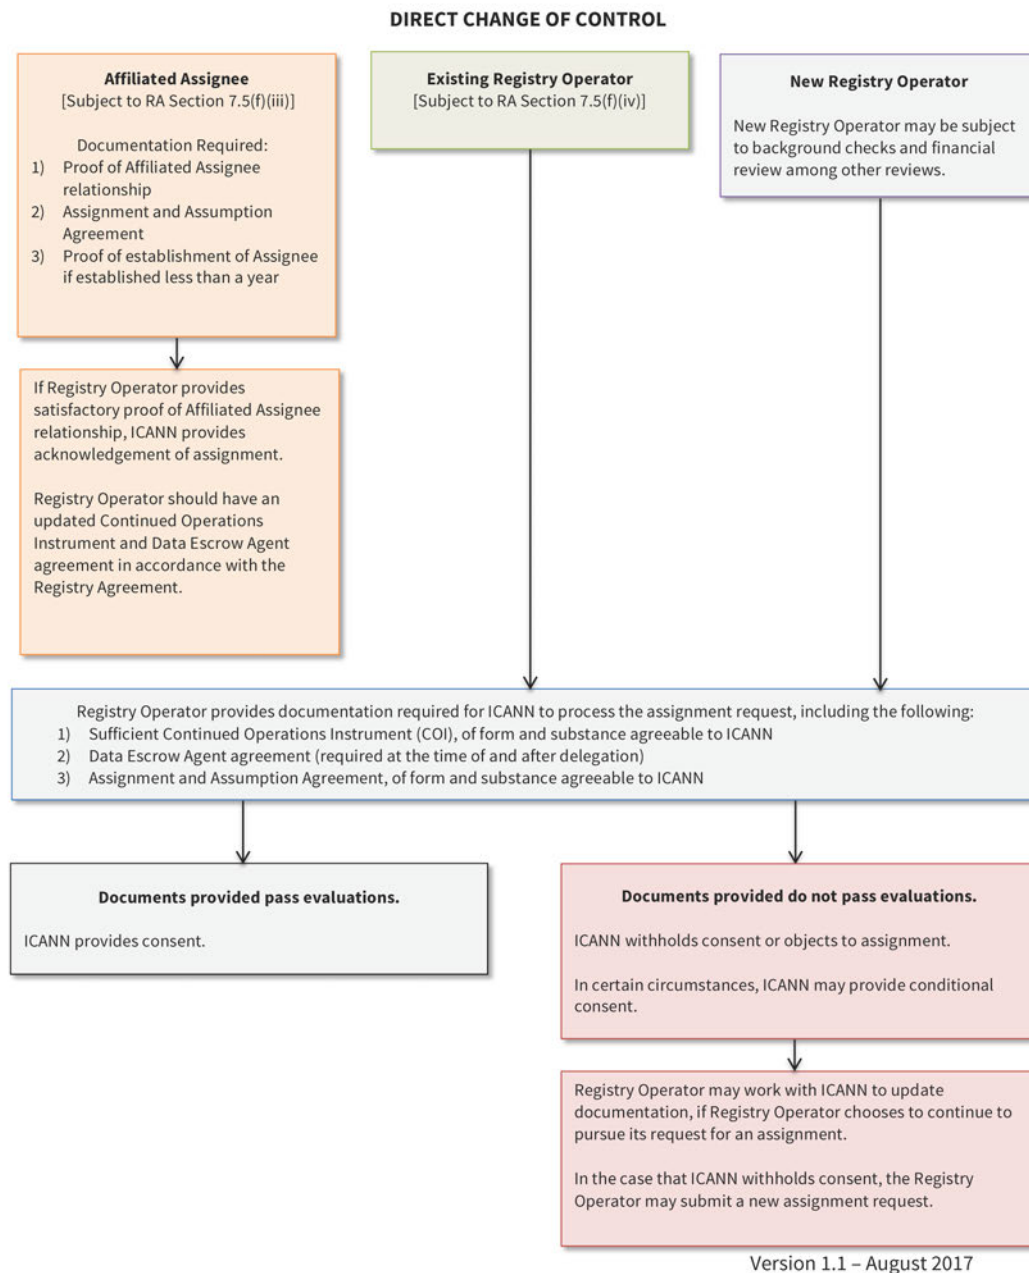 DIRECT CHANGE OF CONTROL
Affiliated Assignee
[Subject to RA Section 7.5(f)(iii)]
Documentation Required:
1) Proof of Affiliated Assignee
relationship
2) Assignment and Assumption
Agreement
3) Proof of establishment of Assignee
if established less than a year
Existing Registry Operator
[Subject to RA Section 7.5(f)(iv)]
New Registry Operator
New Registry Operator may be subject
to background checks and financial
review among other reviews.
If Registry Operator provides
satisfactory proof of Affiliated Assignee
relationship, ICANN provides
acknowledgement of assignment.
Registry Operator should have an
updated Continued Operations
Instrument and Data Escrow Agent
agreement in accordance with the
Registry Agreement.
Registry Operator provides documentation required for ICANN to process the assignment request, including the following:
1) Sufficient Continued Operations Instrument (COI), of form and substance agreeable to ICANN
2) Data Escrow Agent agreement (required at the time of and after delegation)
3) Assignment and Assumption Agreement, of form and substance agreeable to ICANN
Documents provided pass evaluations.
ICANN provides consent.
Documents provided do not pass evaluations.
ICANN withholds consent or objects to assignment.
In certain circumstances, ICANN may provide conditional
consent.
Registry Operator may work with ICANN to update
documentation, if Registry Operator chooses to continue to
pursue its request for an assignment.
In the case that ICANN withholds consent, the Registry
Operator may submit a new assignment request.
Version 1.1 – August 2017